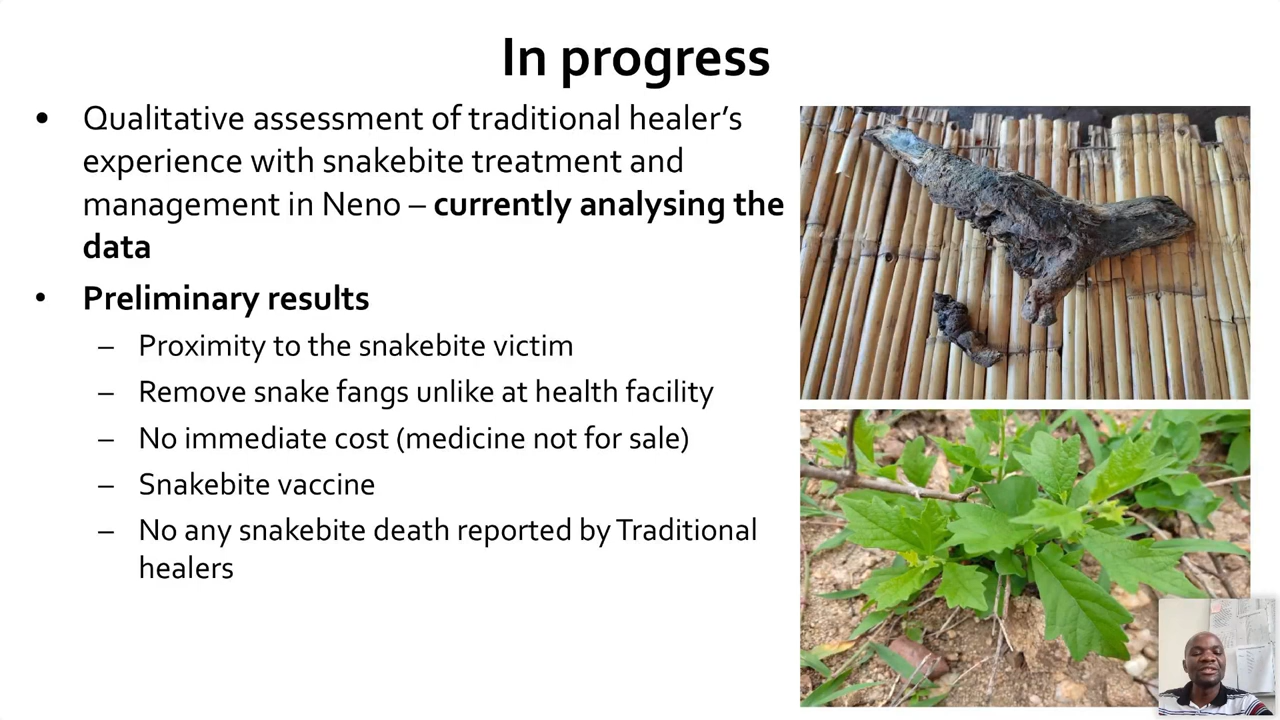 In progress
• Qualitative assessment of traditional healer’s
experience with snakebite treatment and
management in Neno – currently analysing the
data
• Preliminary results
– Proximity to the snakebite victim
– Remove snake fangs unlike at health facility
– No immediate cost (medicine not for sale)
– Snakebite vaccine
– No any snakebite death reported by Traditional
healers